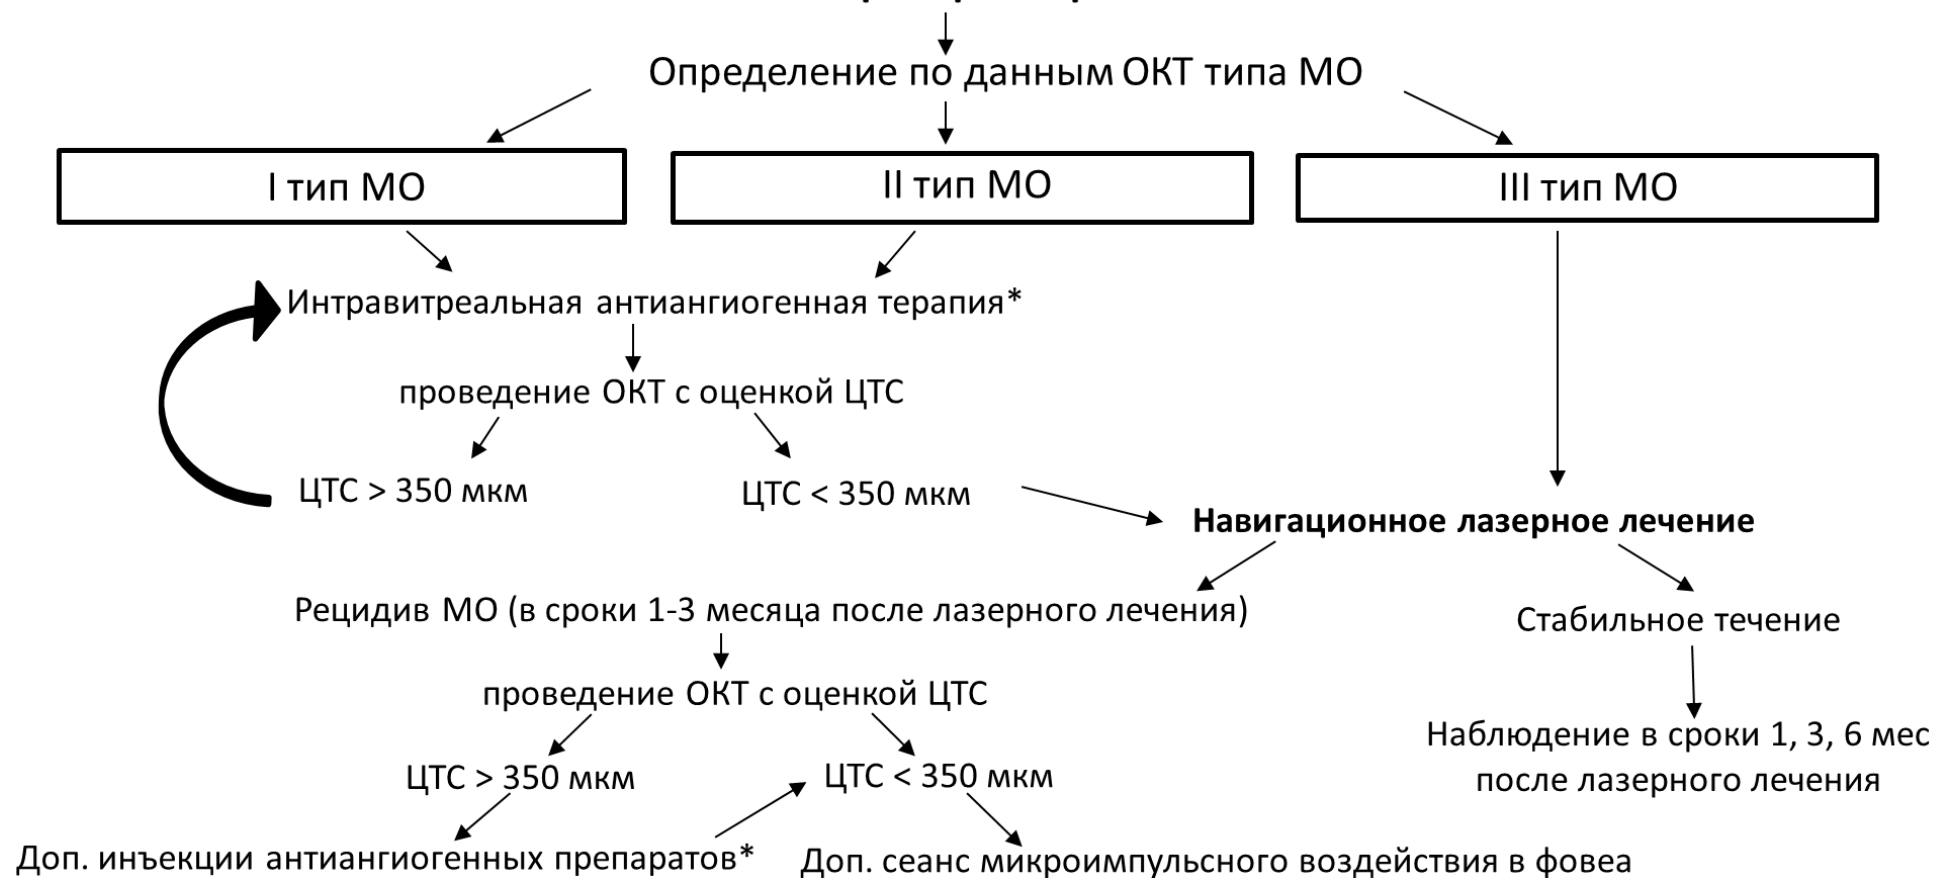 Определение по данным ОКТ типа МО
I тип МО
II тип МО
III тип МО
Интравитреальная антиангиогенная терапия*
проведение ОКТ с оценкой ЦТС
ЦТС > 350 мкм
ЦТС < 350 мкм
Навигационное лазерное лечение
Рецидив МО (в сроки 1-3 месяца после лазерного лечения)
Стабильное течение
проведение ОКТ с оценкой ЦТС
Наблюдение в сроки 1, 3, 6 мес
после лазерного лечения
ЦТС > 350 мкм
ЦТС < 350 мкм
Доп. инъекции антиангиогенных препаратов*
Доп. сеанс микроимпульсного воздействия в фовеа